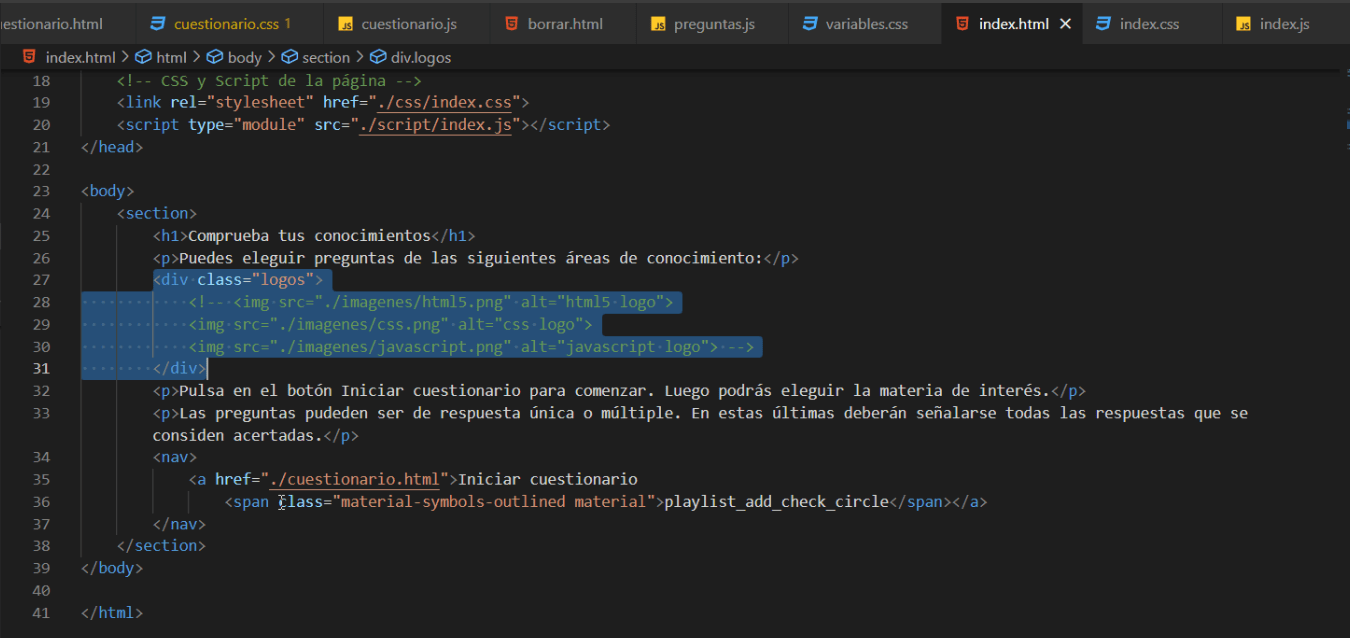 estionario.html cuestionario.css 1 cuestionario.js borrar.html preguntas.js variables.css index.html index.css index.js
index.html > html > body > section > div.logos
18 <!-- CSS y Script de la página -->
19 <link rel="stylesheet" href="./css/index.css">
20 <script type="module" src="./script/index.js"></script>
21 </head>
22
23 <body>
24 <section>
25 <h1>Comprueba tus conocimientos</h1>
26 <p>Puedes eleguir preguntas de las siguientes áreas de conocimiento:</p>
27 <div class="logos">
28 <!-- <img src="./imagenes/html5.png" alt="html5 logo">
29 <img src="./imagenes/css.png" alt="css logo">
30 <img src="./imagenes/javascript.png" alt="javascript logo"> -->
31 </div>
32 <p>Pulsa en el botón Iniciar cuestionario para comenzar. Luego podrás eleguir la materia de interés.</p>
33 <p>Las preguntas pudeden ser de respuesta única o múltiple. En estas últimas deberán señalarse todas las respuestas que se
considen acertadas.</p>
34 <nav>
35 <a href="./cuestionario.html">Iniciar cuestionario
36 <span class="material-symbols-outlined material">playlist_add_check_circle</span></a>
37 </nav>
38 </section>
39 </body>
40
41 </html>